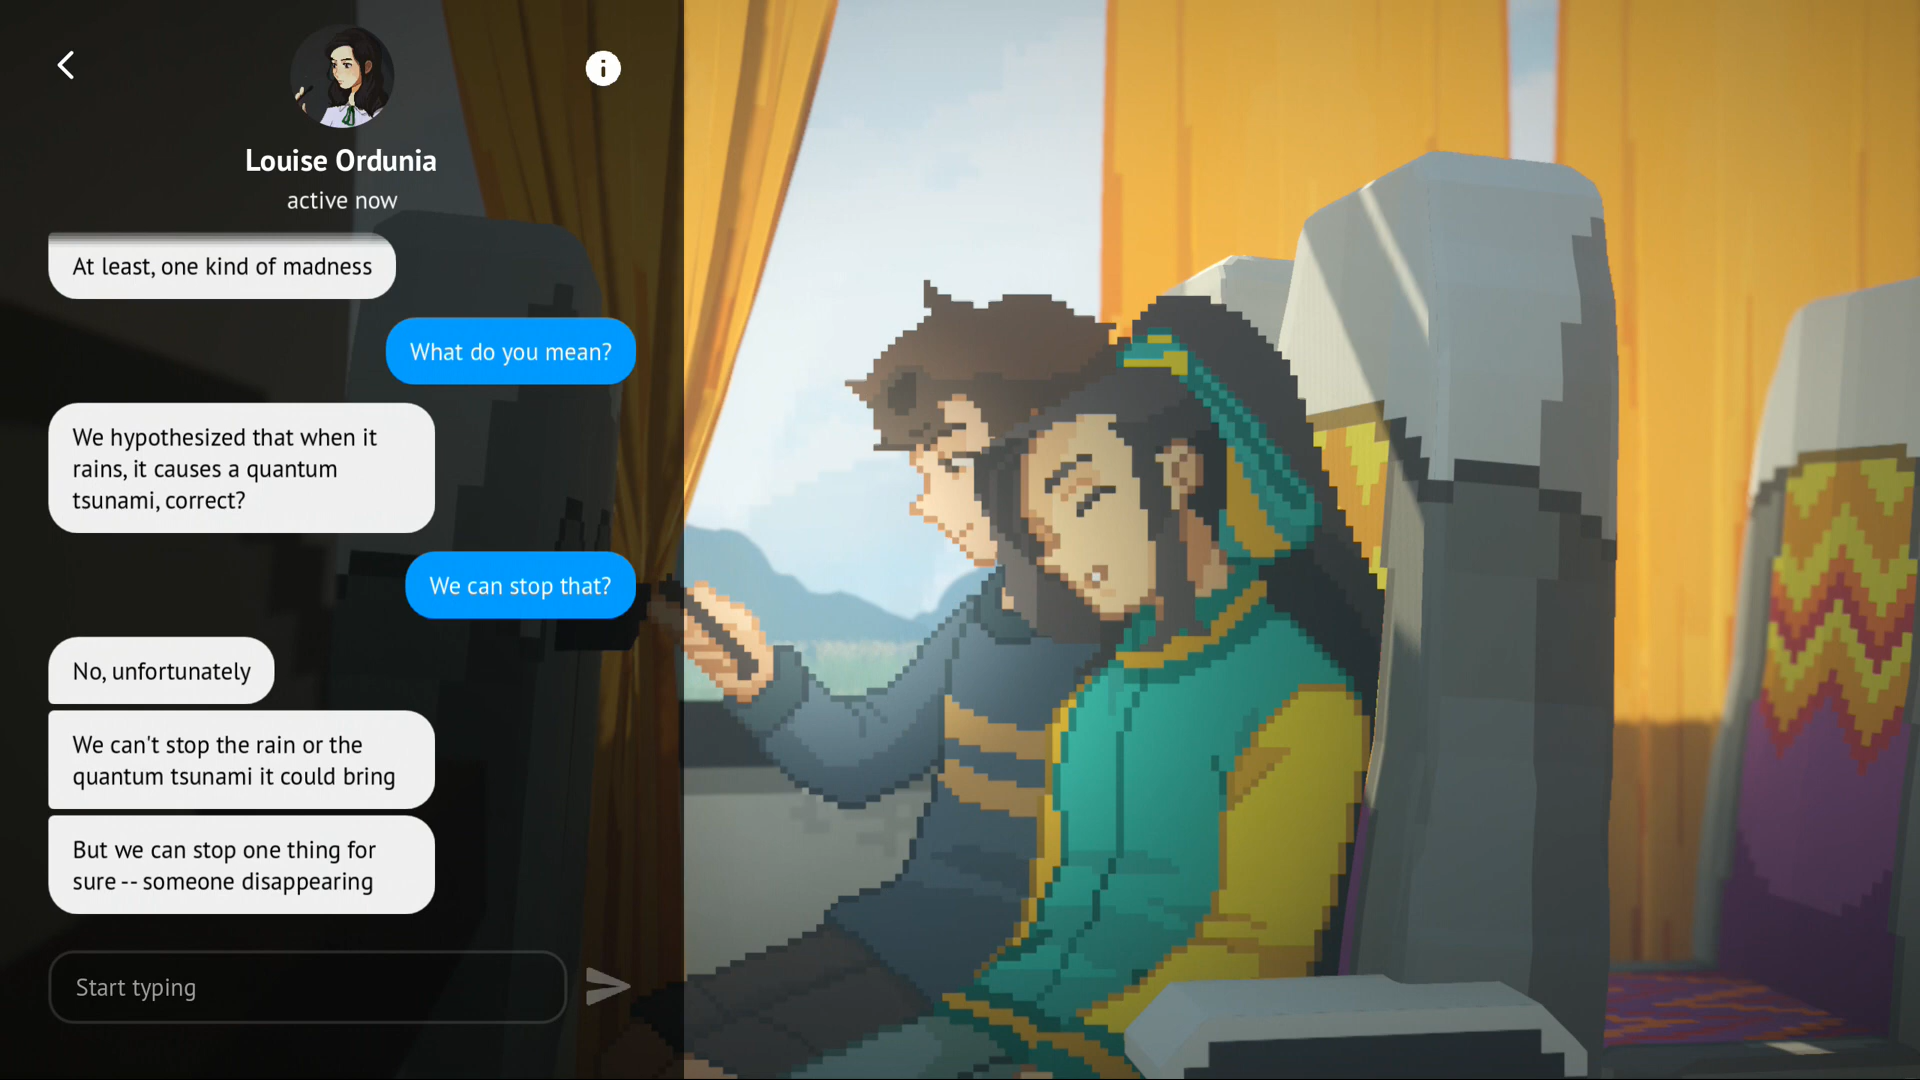 Louise Ordunia
active now
At least, one kind of madness
What do you mean?
We hypothesized that when it
rains, it causes a quantum
tsunami, correct?
We can stop that?
No, unfortunately
We can't stop the rain or the
quantum tsunami it could bring
But we can stop one thing for
sure -- someone disappearing
Start typing